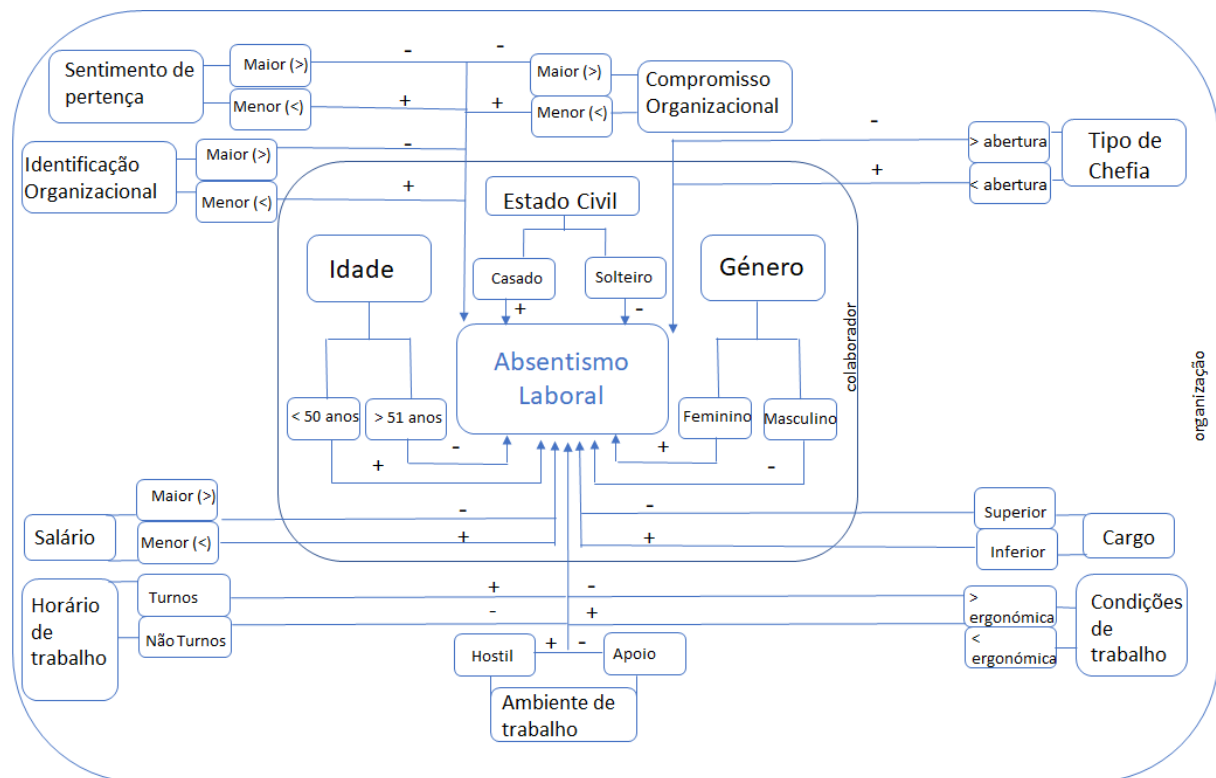 Sentimento de
pertença
Maior (>)
-
-
Maior (>)
Compromisso
Organizacional
Menor (<)
+
+
Menor (<)
Identificação
Organizacional
Maior (>)
-
Menor (<)
+
-
> abertura
Tipo de
Chefia
+
< abertura
Estado Civil
Casado
Solteiro
+
-
Idade
< 50 anos
> 51 anos
+
-
Género
Feminino
Masculino
+
-
Absentismo
Laboral
colaborador
organização
Salário
Maior (>)
-
Menor (<)
+
-
Superior
Cargo
+
Inferior
Horário
de
trabalho
Turnos
+
Não Turnos
-
-
>
ergonómica
+
<
ergonómica
Condições
de
trabalho
Hostil
+
-
Apoio
Ambiente de
trabalho